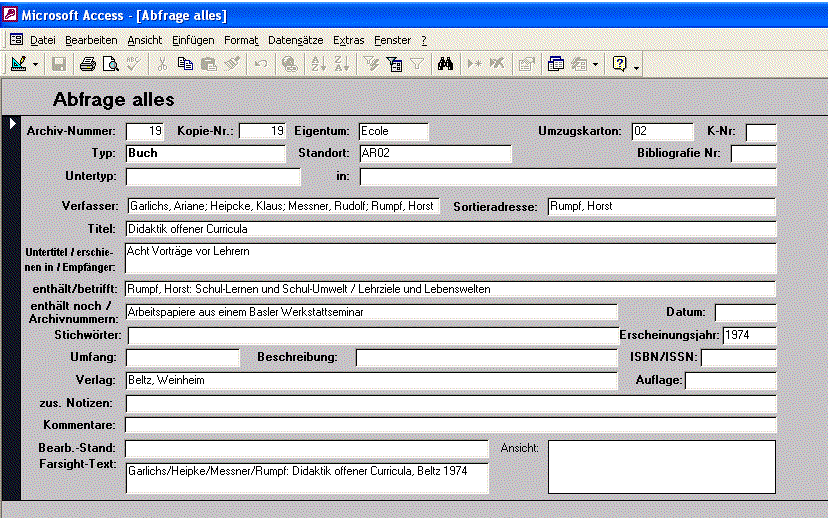 Microsoft Access - [Abfrage alles]
Datei Bearbeiten Ansicht Einfügen Format Datensätze Extras Fenster ?
Abfrage alles
Archiv-Nummer: 19 Kopie-Nr.: 19 Eigentum: Ecole Umzugskarton: 02 K-Nr:
Typ: Buch Standort: AR02 Bibliografie Nr:
Untertyp: in:
Verfasser: Garlichs, Ariane; Heipcke, Klaus; Messner, Rudolf; Rumpf, Horst Sortieradresse: Rumpf, Horst
Titel: Didaktik offener Curricula
Untertitel / erschie-
nen in / Empfänger: Acht Vorträge vor Lehrern
enthält/betrifft: Rumpf, Horst: Schul-Lernen und Schul-Umwelt / Lehrziele und Lebenswelten
enthält noch /
Archivnummern: Arbeitspapiere aus einem Basler Werkstattseminar Datum:
Stichwörter: Erscheinungsjahr: 1974
Umfang: Beschreibung: ISBN/ISSN:
Verlag: Beltz, Weinheim Auflage:
zus. Notizen:
Kommentare:
Bearb.-Stand: Ansicht:
Farsight-Text: Garlichs/Heipke/Messner/Rumpf: Didaktik offener Curricula, Beltz 1974